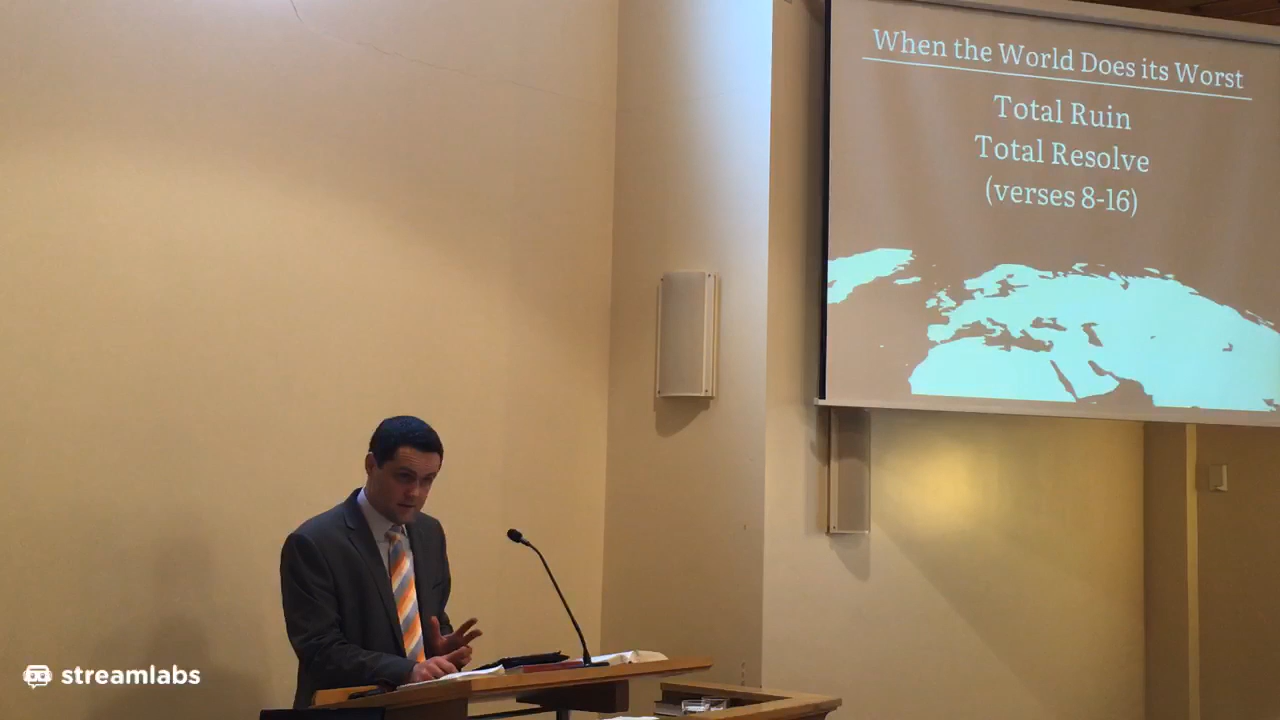 When the World Does its Worst
Total Ruin
Total Resolve
(verses 8-16)
streamlabs